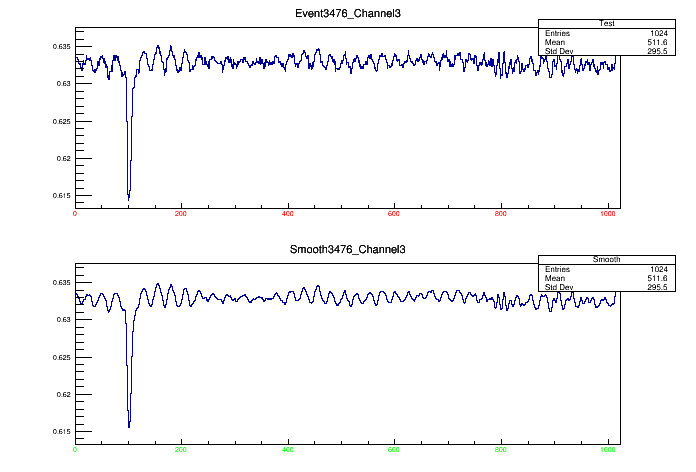 Event3476_Channel3
Test
Entries 1024
Mean 511.6
Std Dev 295.5
0.635
0.63
0.625
0.62
0.615
0 200 400 600 800 1000
Smooth3476_Channel3
Smooth
Entries 1024
Mean 511.6
Std Dev 295.5
0.635
0.63
0.625
0.62
0.615
0 200 400 600 800 1000